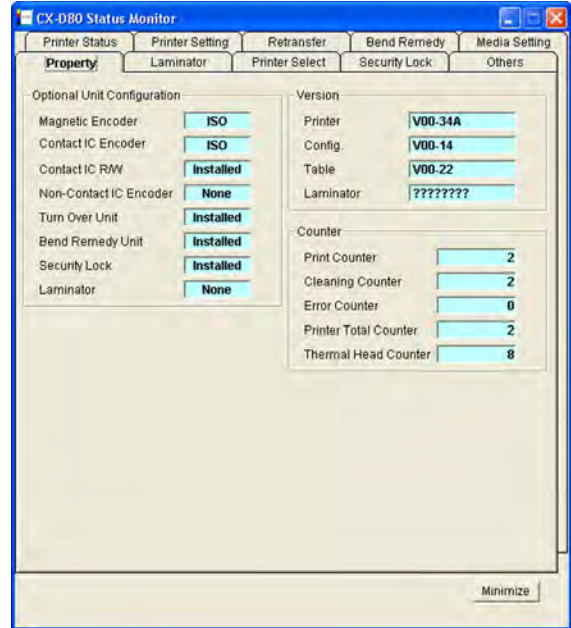 CX-D80 Status Monitor
Printer Status Printer Setting Retransfer Bend Remedy Media Setting
Property Laminator Printer Select Security Lock Others
Optional Unit Configuration
Magnetic Encoder ISO
Contact IC Encoder ISO
Contact IC R/W Installed
Non-Contact IC Encoder None
Turn Over Unit Installed
Bend Remedy Unit Installed
Security Lock Installed
Laminator None
Version
Printer V00-34A
Config. V00-14
Table V00-22
Laminator ????????
Counter
Print Counter 2
Cleaning Counter 2
Error Counter 0
Printer Total Counter 2
Thermal Head Counter 8
Minimize